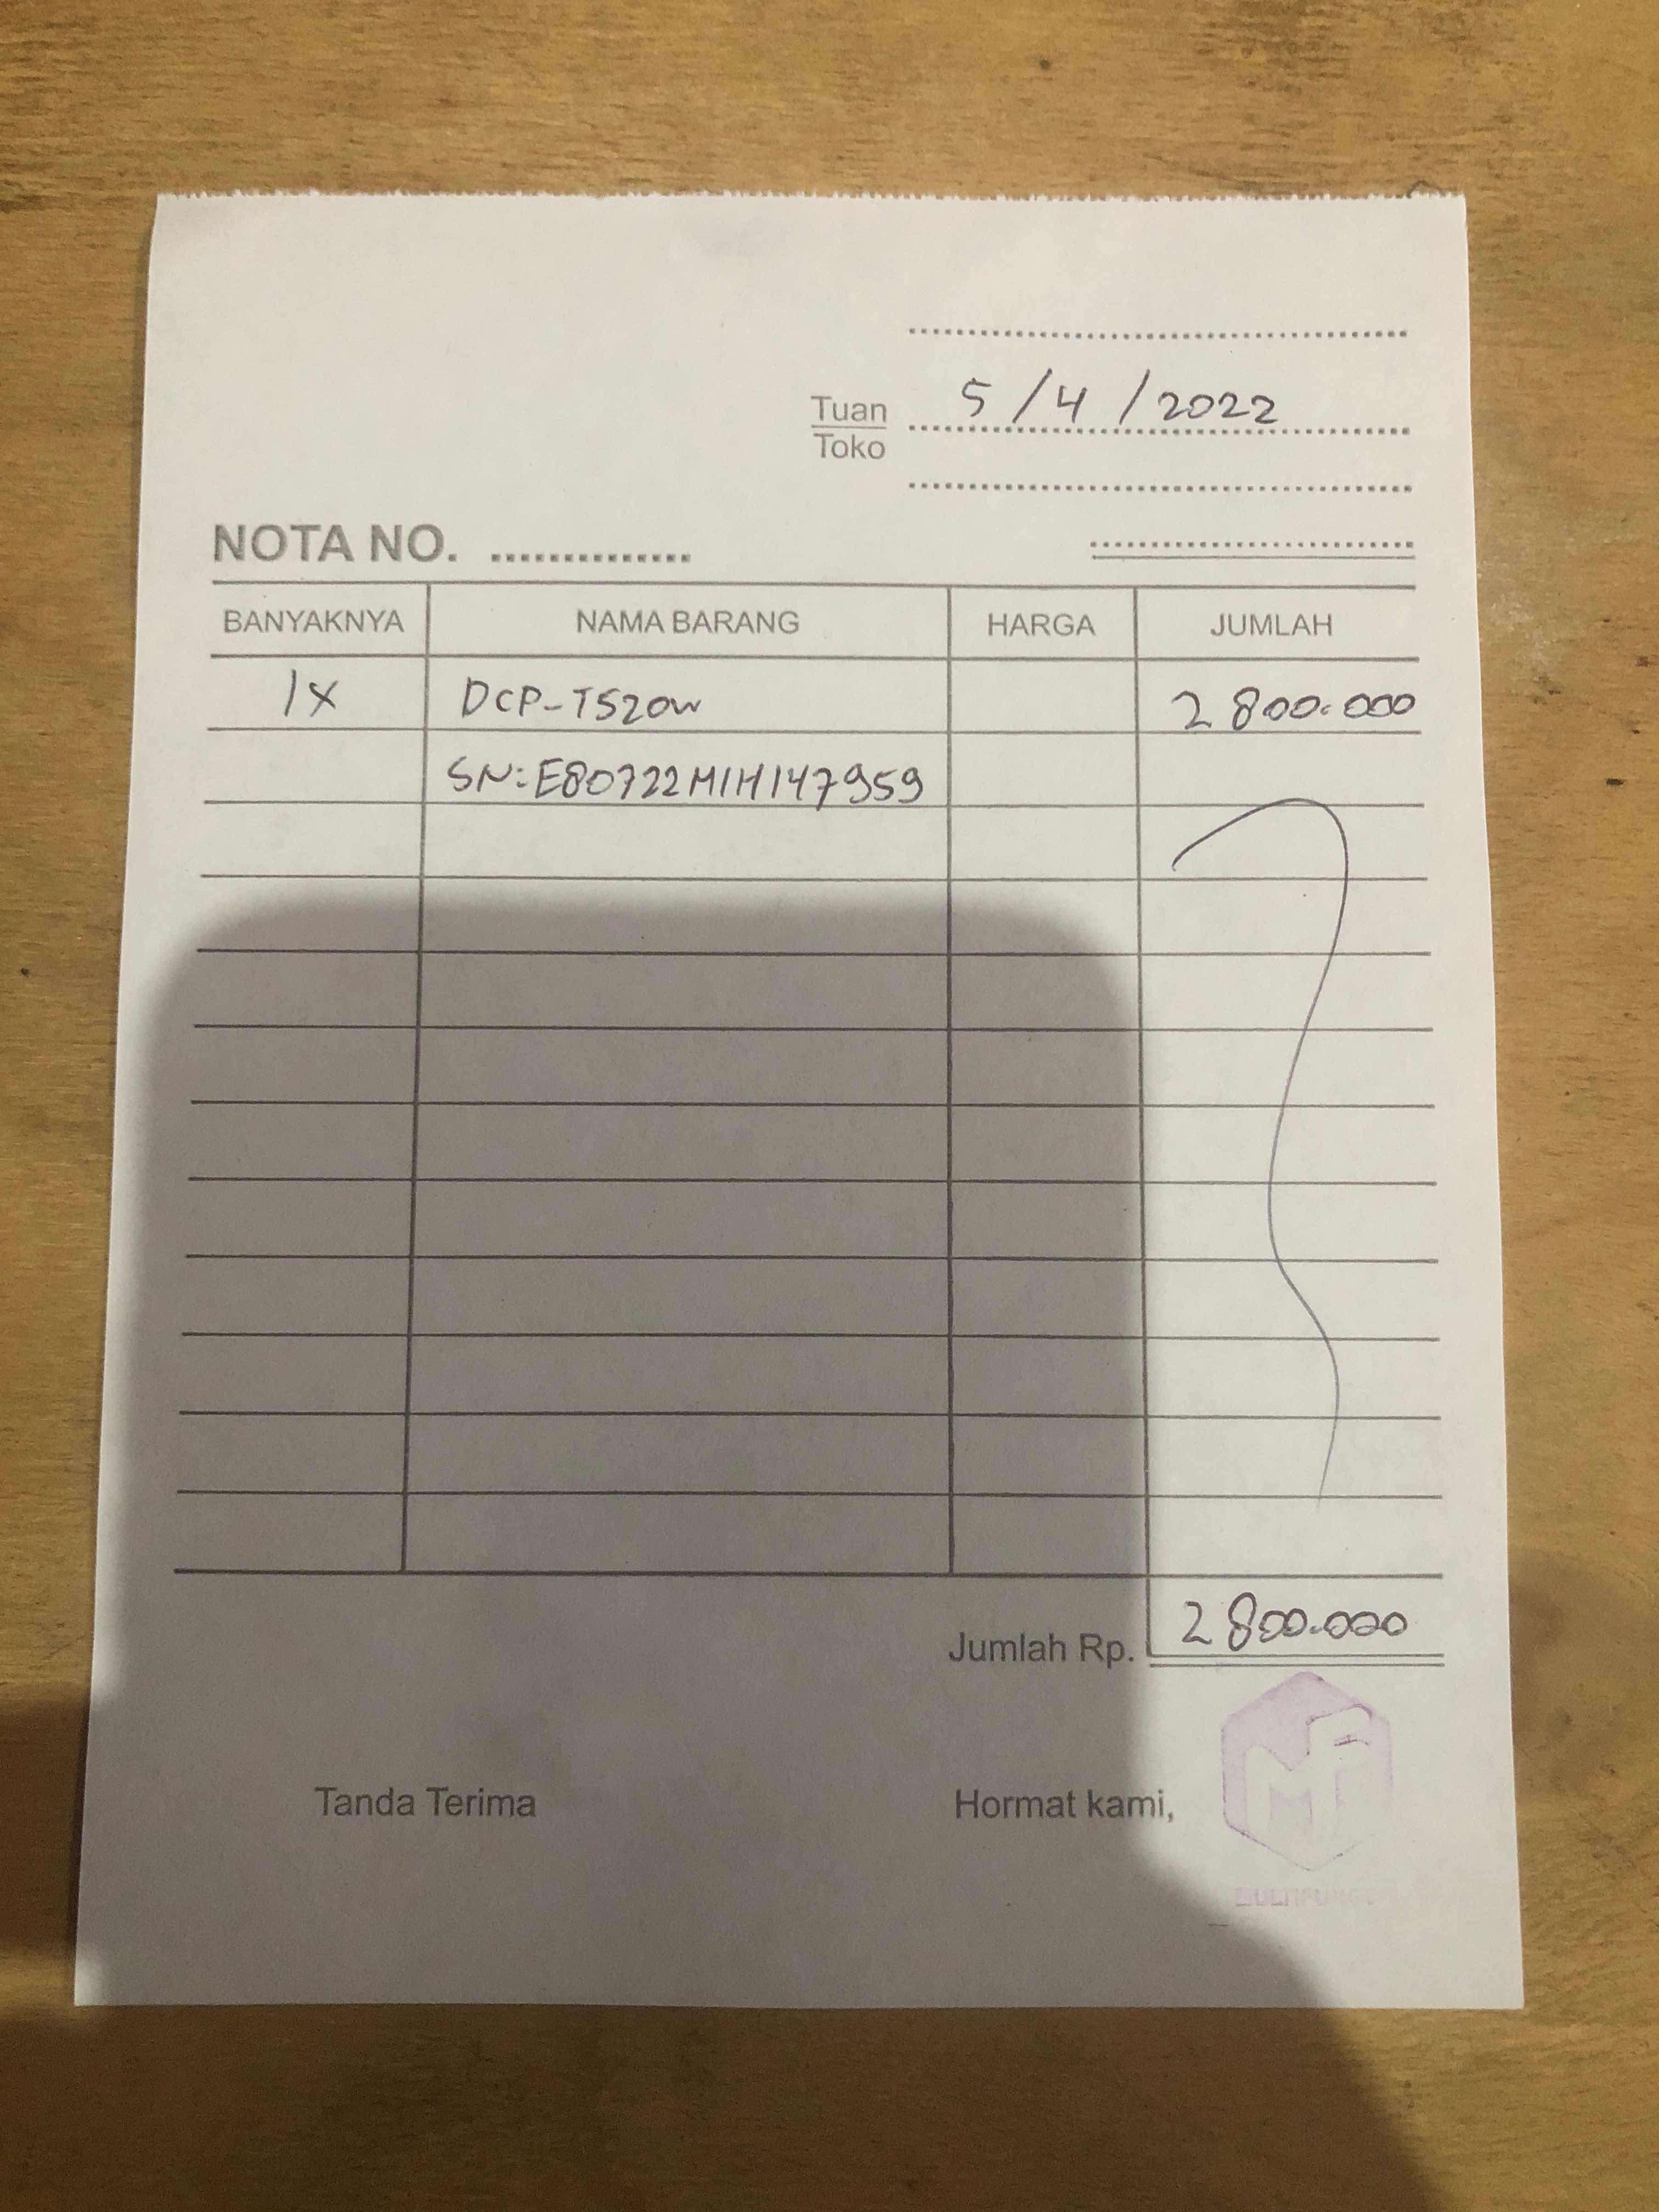 5/4/2022
Tuan
Toko
NOTA NO.
BANYAKNYA NAMA BARANG HARGA JUMLAH
1x DCP-T520W 2 800.000
SN:E80722M1H147959
Jumlah Rp. 2 800.000
Tanda Terima Hormat kami,